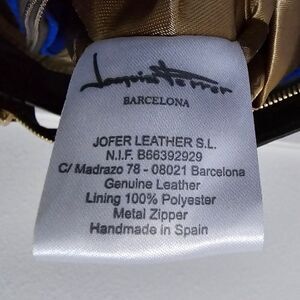 Joaquim Ferrer
BARCELONA
JOFER LEATHER S.L.
N.I.F. B66392929
C/ Madrazo 78 - 08021 Barcelona
Genuine Leather
Lining 100% Polyester
Metal Zipper
Handmade in Spain